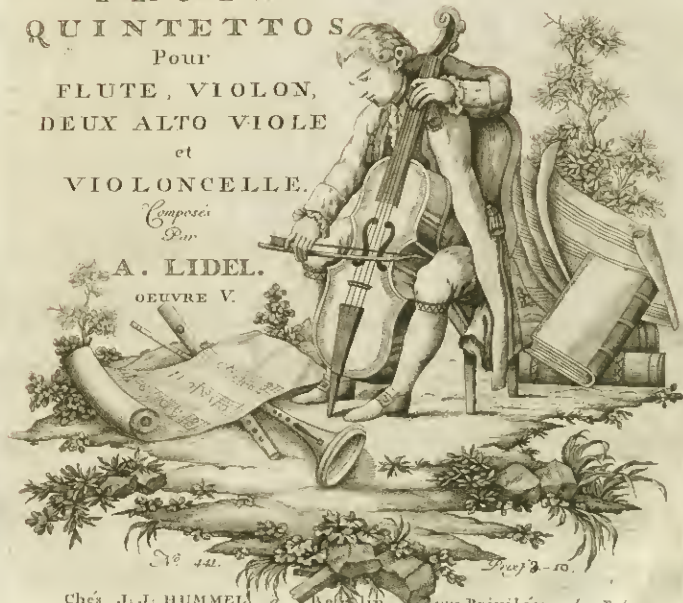 QUINTETTOS
Pour
FLUTE, VIOLON,
DEUX ALTO VIOLE
et
VIOLONCELLE.
Composés
Par
A. LIDEL.
OEUVRE V.
No 441.
Chés J. J. HUMMEL